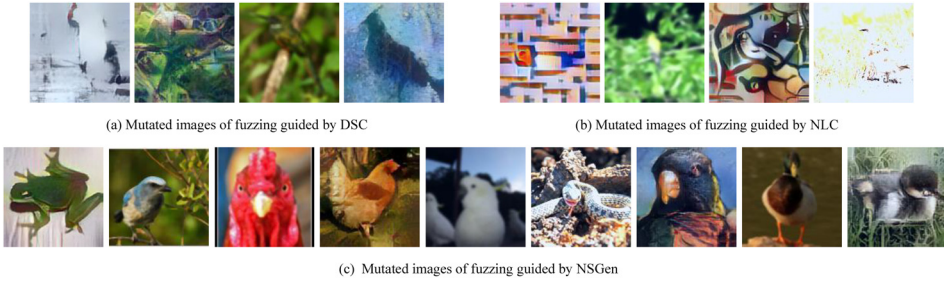 (a) Mutated images of fuzzing guided by DSC
(b) Mutated images of fuzzing guided by NLC
(c) Mutated images of fuzzing guided by NSGen